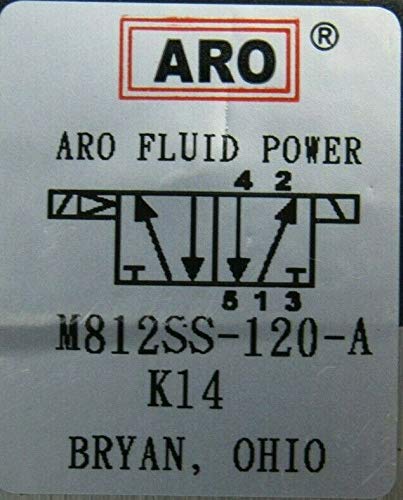 ARO ®
ARO FLUID POWER
4 2
5 1 3
M812SS-120-A
K14
BRYAN, OHIO